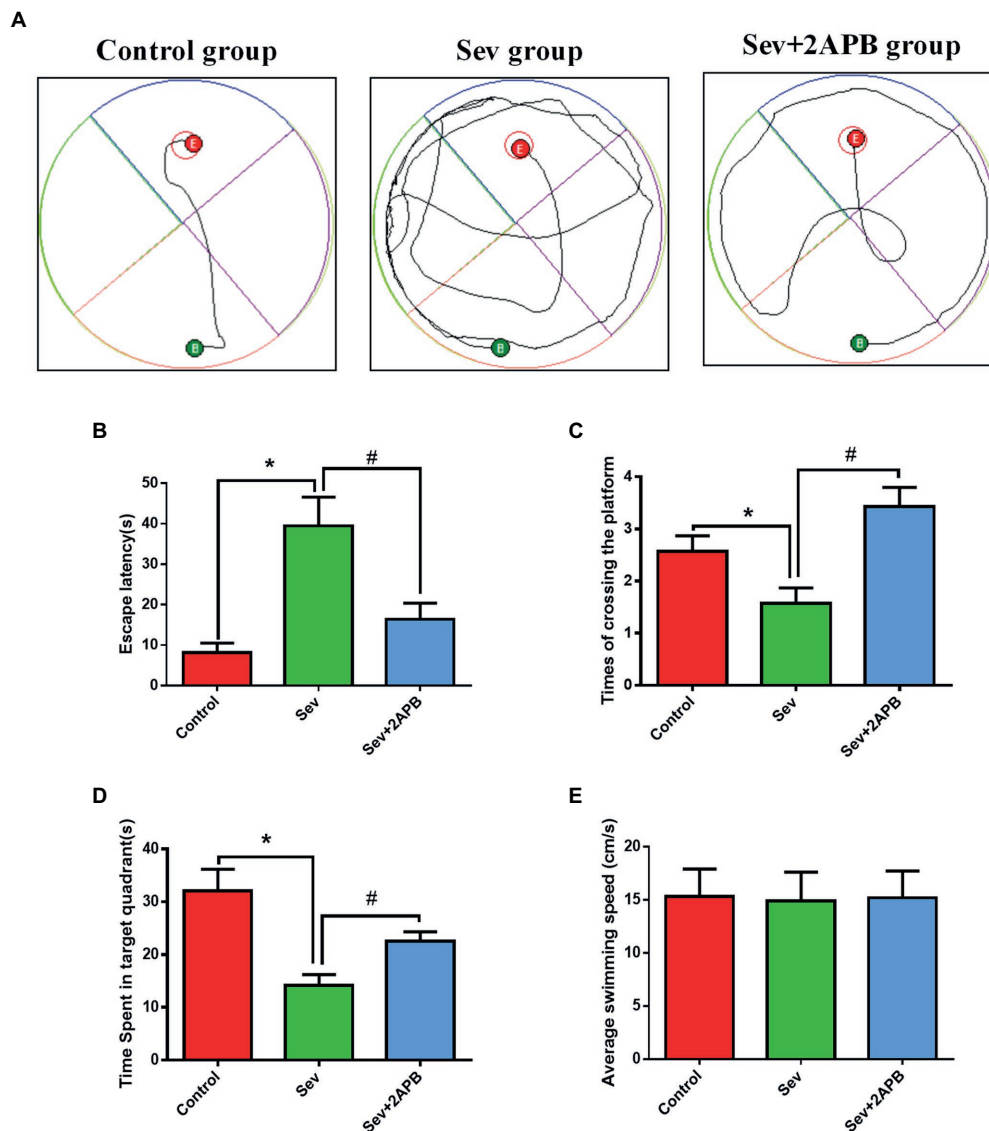 A
Control group
Sev group
Sev+2APB group
E
B
E
B
E
B
B
Escape latency(s)
50
40
30
20
10
0
*
#
Control
Sev
Sev+2APB
C
Times of crossing the platform
4
3
2
1
0
*
#
Control
Sev
Sev+2APB
D
Time Spent in target quadrant(s)
40
30
20
10
0
*
#
Control
Sev
Sev+2APB
E
Average swimming speed (cm/s)
20
15
10
5
0
Control
Sev
Sev+2APB